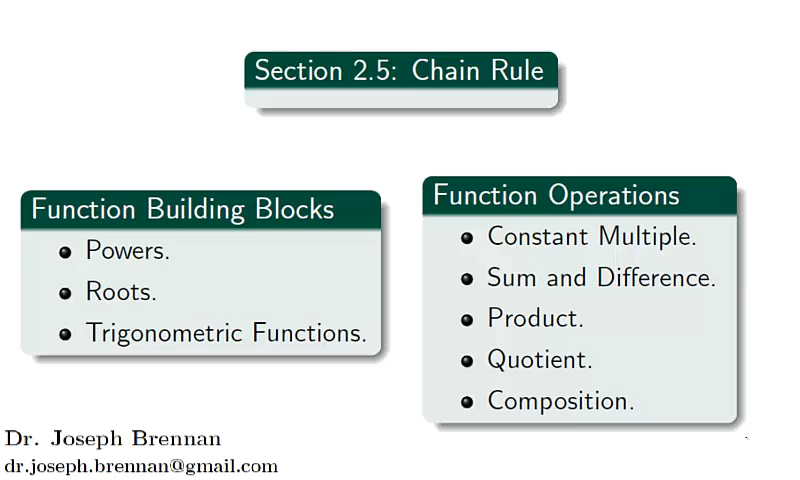 Section 2.5: Chain Rule
Function Building Blocks
Powers.
Roots.
Trigonometric Functions.
Function Operations
Constant Multiple.
Sum and Difference.
Product.
Quotient.
Composition.
Dr. Joseph Brennan
dr.joseph.brennan@gmail.com